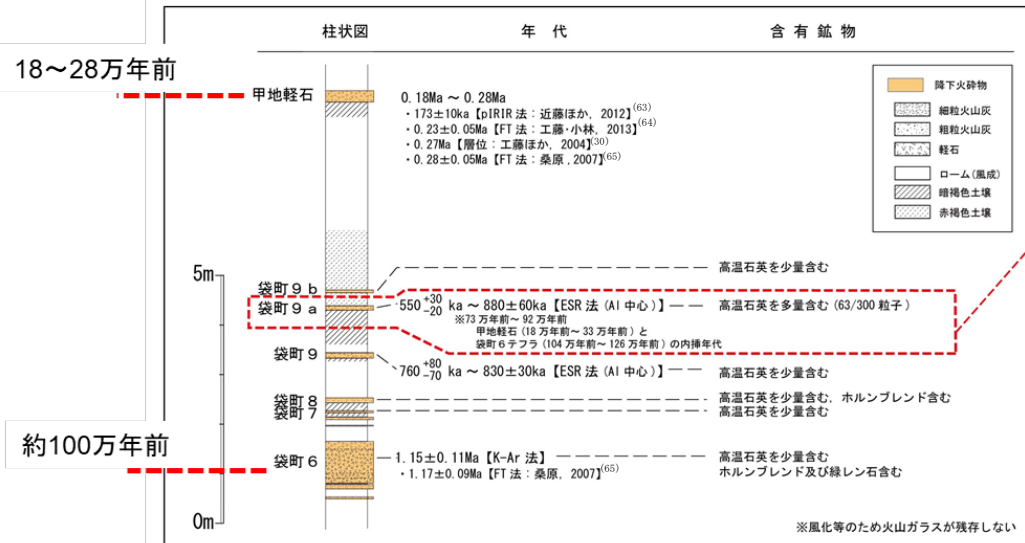 柱状図　年　代　含 有 鉱 物
18～28万年前
甲地軽石
0.18Ma ～ 0.28Ma
・173±10ka【pIRIR 法：近藤ほか, 2012】(63)
・0.23±0.05Ma【FT 法：工藤・小林, 2013】(64)
・0.27Ma【層位：工藤ほか, 2004】(30)
・0.28±0.05Ma【FT 法：桑原, 2007】(65)
降下火砕物
細粒火山灰
粗粒火山灰
軽石
ローム(風成)
暗褐色土壌
赤褐色土壌
5m
袋町９ｂ
高温石英を少量含む
袋町９ａ
550 +30 -20 ka ～ 880±60ka【ESR 法 (Al 中心)】
高温石英を多量含む (63/300 粒子)
※73 万年前～ 92 万年前
甲地軽石 (18 万年前～ 33 万年前) と
袋町６テフラ (104 万年前～ 126 万年前) の内挿年代
袋町９
760 +80 -70 ka ～ 830±30ka【ESR 法 (Al 中心)】
高温石英を少量含む
袋町８
高温石英を少量含む, ホルンブレンド含む
袋町７
高温石英を少量含む
約100万年前
袋町６
1.15±0.11Ma【K-Ar 法】
高温石英を少量含む
・1.17±0.09Ma【FT 法：桑原, 2007】(65)
ホルンブレンド及び緑レン石含む
0m
※風化等のため火山ガラスが残存しない